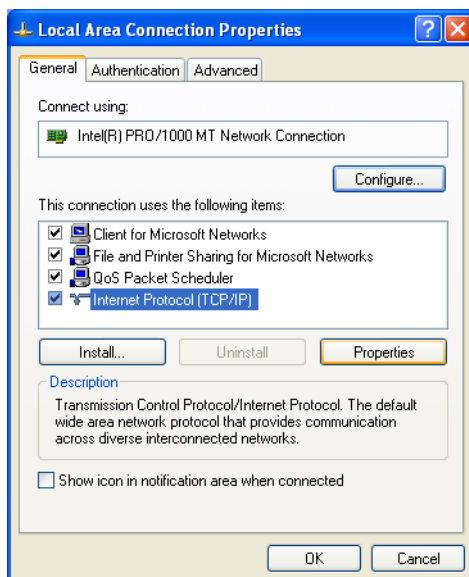 Local Area Connection Properties
General Authentication Advanced
Connect using:
Intel(R) PRO/1000 MT Network Connection
Configure...
This connection uses the following items:
Client for Microsoft Networks
File and Printer Sharing for Microsoft Networks
QoS Packet Scheduler
Internet Protocol (TCP/IP)
Install... Uninstall Properties
Description
Transmission Control Protocol/Internet Protocol. The default
wide area network protocol that provides communication
across diverse interconnected networks.
Show icon in notification area when connected
OK Cancel